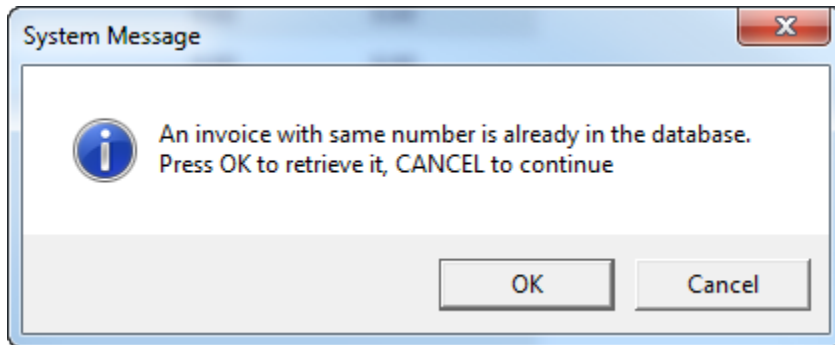 System Message
An invoice with same number is already in the database.
Press OK to retrieve it, CANCEL to continue
OK
Cancel